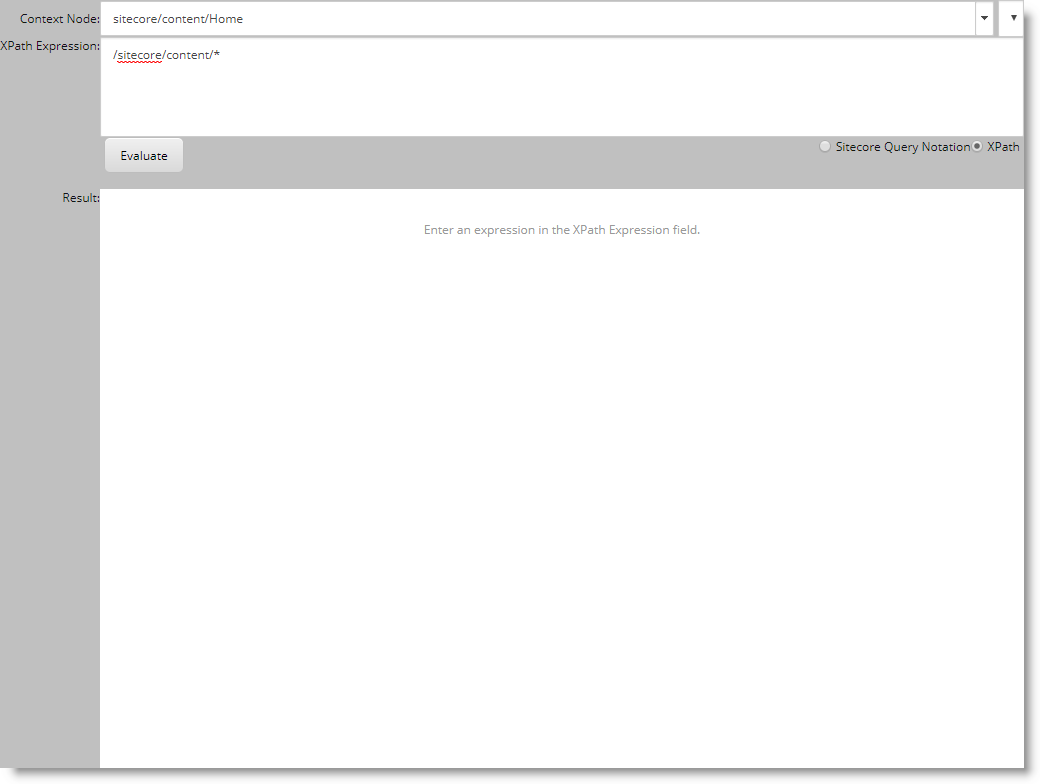 Context Node: sitecore/content/Home
XPath Expression: /sitecore/content/*
Evaluate
Sitecore Query Notation XPath
Result:
Enter an expression in the XPath Expression field.